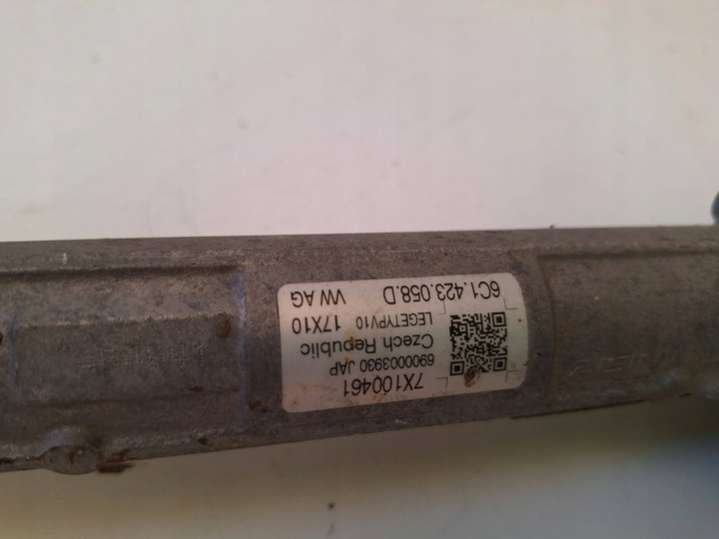 6C1.423.058.D VW AG
LEGETYPV10 17X10
Czech Republic
6900003930 JAP
7X100461